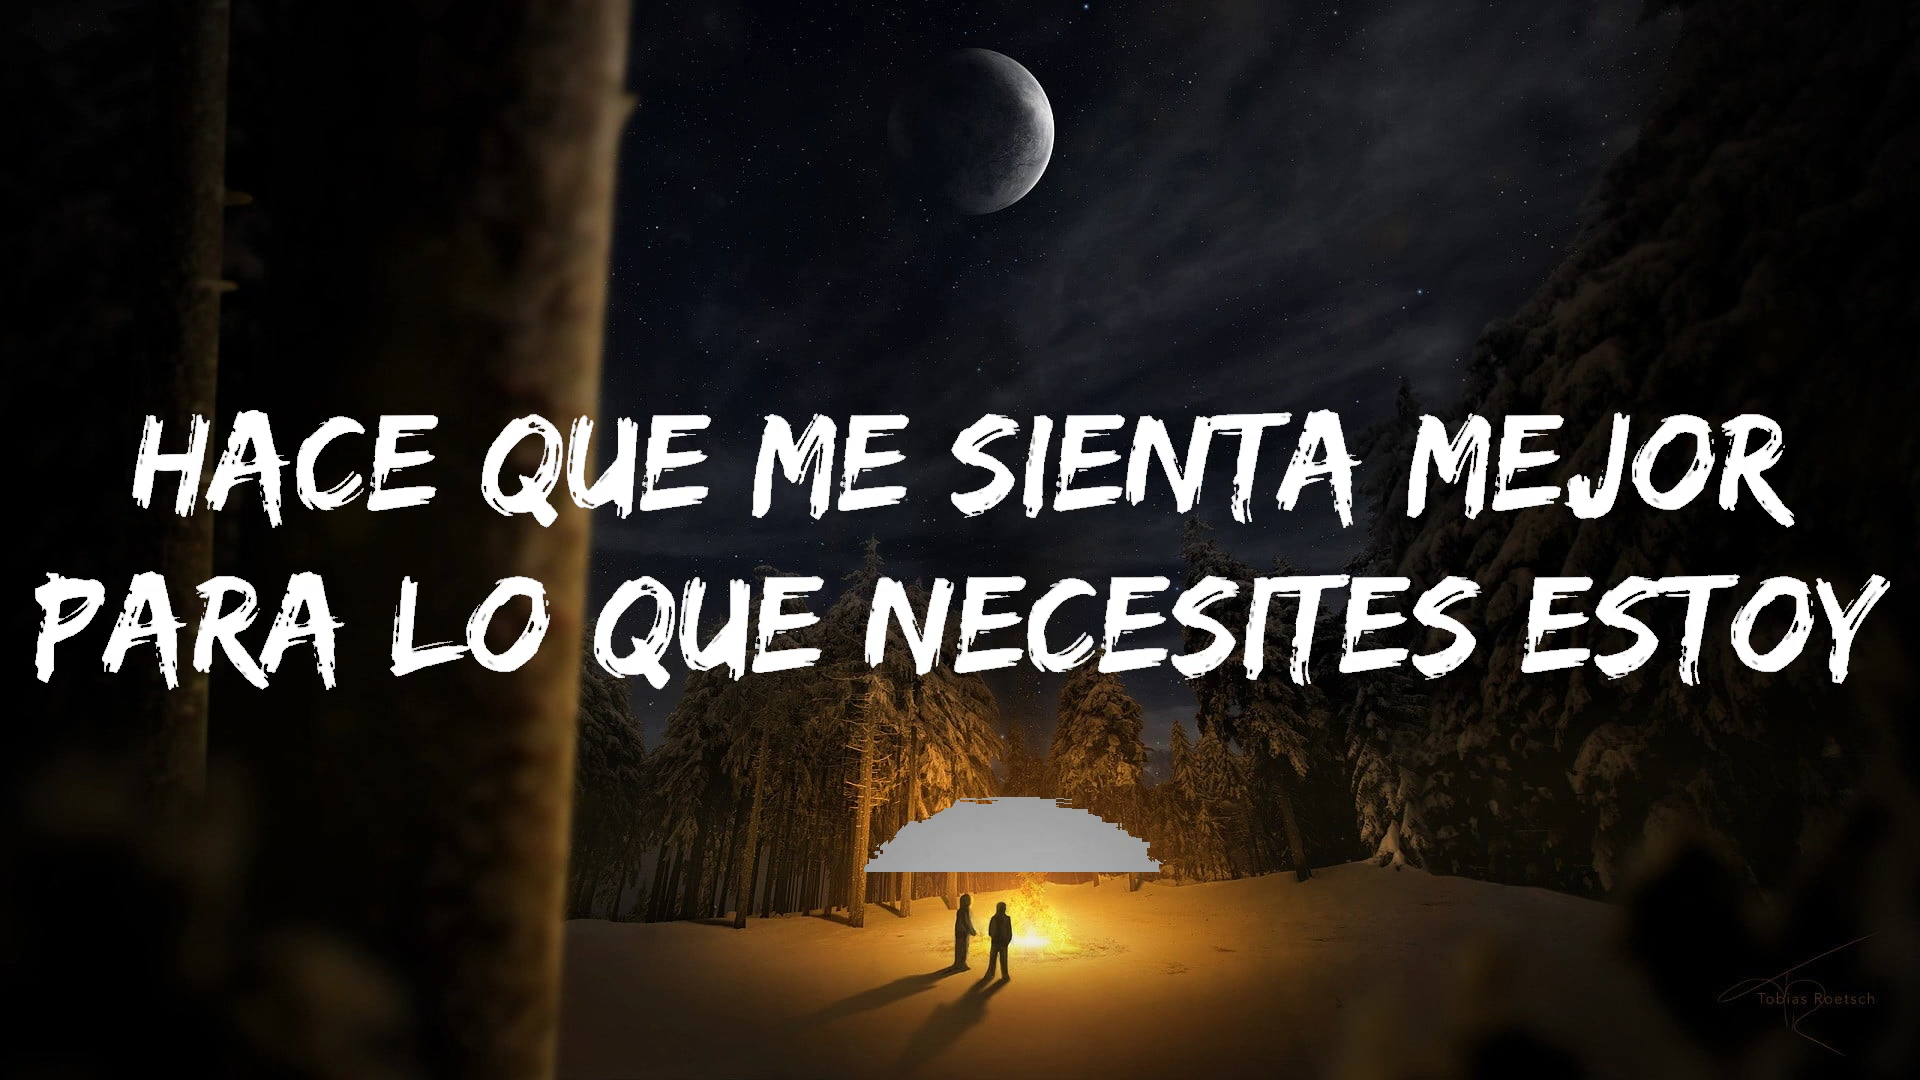 HACE QUE ME SIENTA MEJOR
PARA LO QUE NECESITES ESTOY
Tobias Roetsch